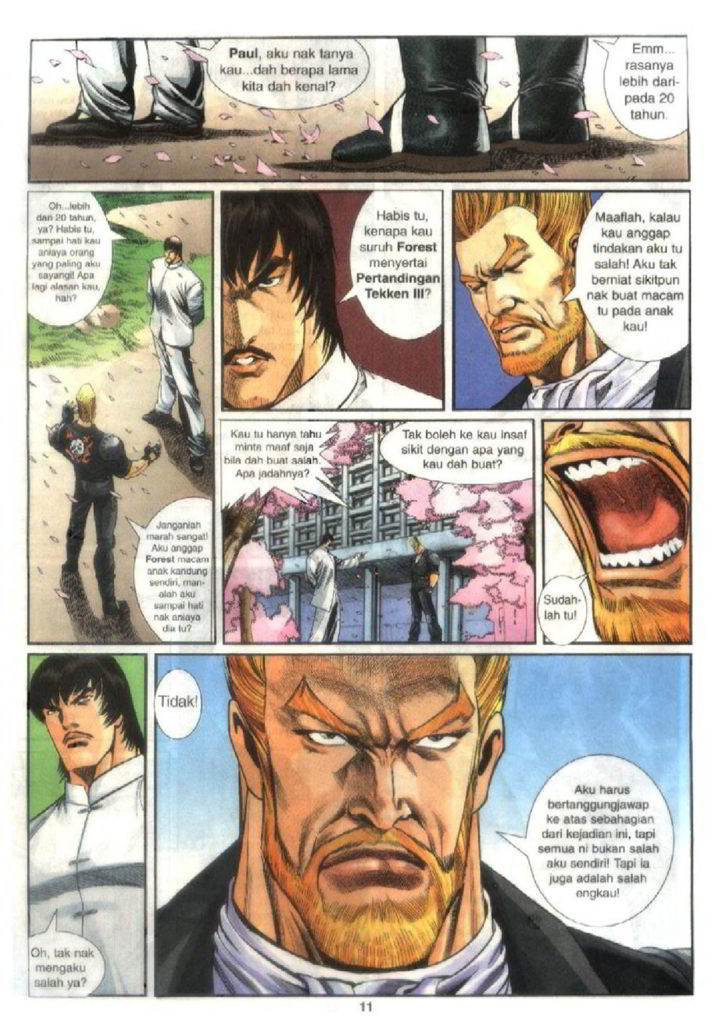 Paul, aku nak tanya
kau...dah berapa lama
kita dah kenal?
Emm...
rasanya
lebih dari-
pada 20
tahun.
Oh...lebih
dari 20 tahun,
ya? Habis tu,
sampai hati kau
aniaya orang
yang paling aku
sayangi! Apa
lagi alasan kau,
hah?
Habis tu,
kenapa kau
suruh Forest
menyertai
Pertandingan
Tekken III?
Maaflah, kalau
kau anggap
tindakan aku tu
salah! Aku tak
berniat sikitpun
nak buat macam
tu pada anak
kau!
Janganlah
marah sangat!
Aku anggap
Forest macam
anak kandung
sendiri, man-
alah aku
sampai hati
nak aniaya
dia tu?
Kau tu hanya tahu
minta maaf saja
bila dah buat salah.
Apa jadahnya?
Tak boleh ke kau insaf
sikit dengan apa yang
kau dah buat?
Sudah-
lah tu!
Oh, tak nak
mengaku
salah ya?
Tidak!
Aku harus
bertanggungjawap
ke atas sebahagian
dari kejadian ini, tapi
semua ni bukan salah
aku sendiri! Tapi ia
juga adalah salah
engkau!
11